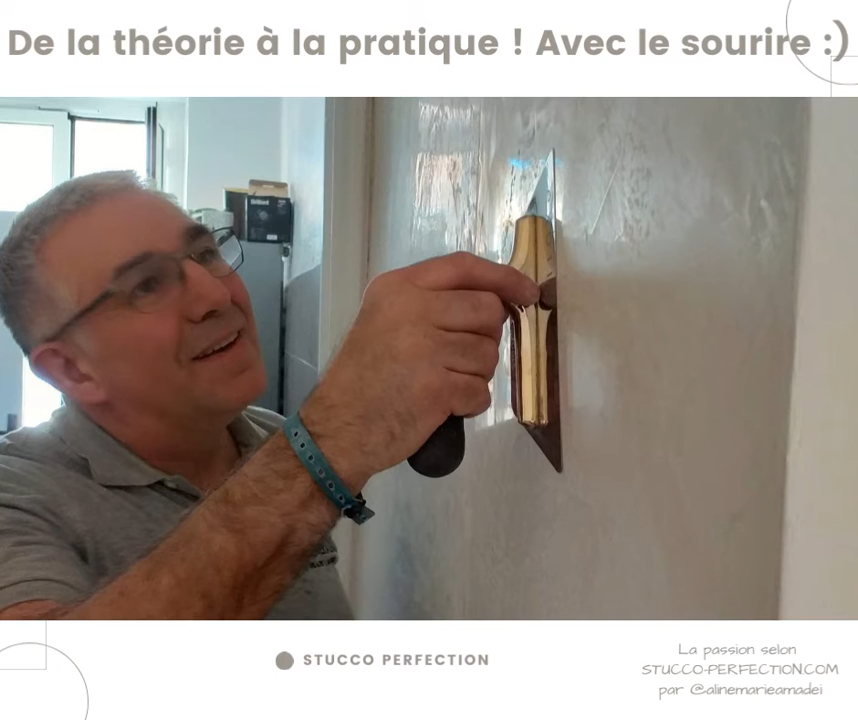 De la théorie à la pratique ! Avec le sourire :)
STUCCO PERFECTION
La passion selon
STUCCO-PERFECTION.COM
par @alinemarieamadei